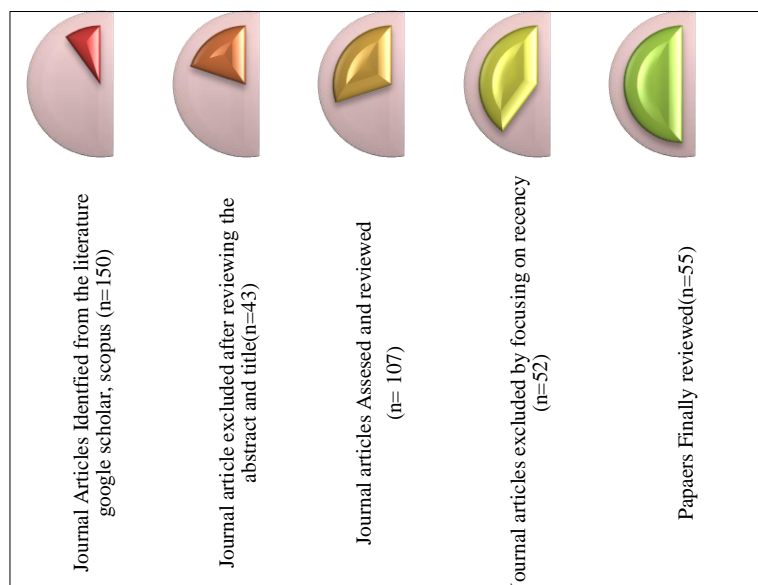 Journal Articles Identfied from the literature
google scholar, scopus (n=150)
Journal article excluded after reviewing the
abstract and title(n=43)
Journal articles Assesed and reviewed
(n= 107)
Journal articles excluded by focusing on recency
(n=52)
Papaers Finally reviewed(n=55)